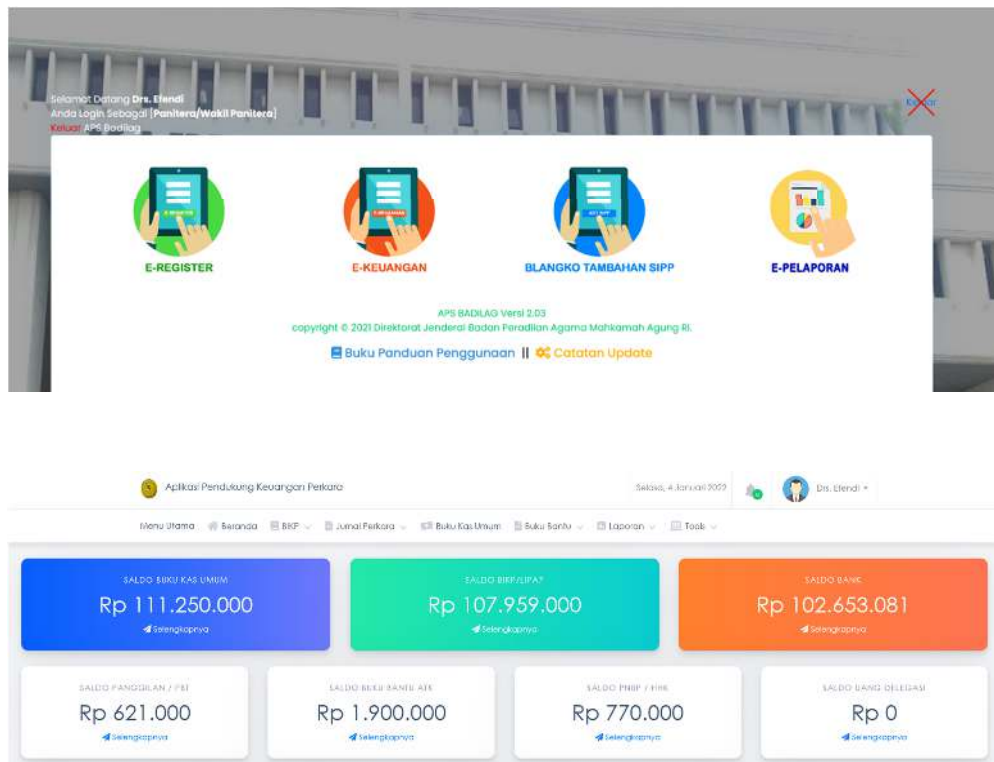 Selamat Datang Drs. Efendi
Anda Login Sebagai [Panitera/Wakil Panitera]
Keluar APS Badilag
Keluar
E-REGISTER
E-KEUANGAN
BLANGKO TAMBAHAN SIPP
E-PELAPORAN
APS BADILAG Versi 2.03
copyright © 2021 Direktorat Jenderal Badan Peradilan Agama Mahkamah Agung RI.
Buku Panduan Penggunaan || Catatan Update
Aplikasi Pendukung Keuangan Perkara
Selasa, 4 Januari 2022
Drs. Efendi
Menu Utama Beranda BIKP Jurnal Perkara Buku Kas Umum Buku Bantu Laporan Tools
SALDO BUKU KAS UMUM
Rp 111.250.000
Selengkapnya
SALDO BIKP/LIPA7
Rp 107.959.000
Selengkapnya
SALDO BANK
Rp 102.653.081
Selengkapnya
SALDO PANGGILAN / PBT
Rp 621.000
Selengkapnya
SALDO BUKU BANTU ATK
Rp 1.900.000
Selengkapnya
SALDO PNBP / HHK
Rp 770.000
Selengkapnya
SALDO UANG DELEGASI
Rp 0
Selengkapnya